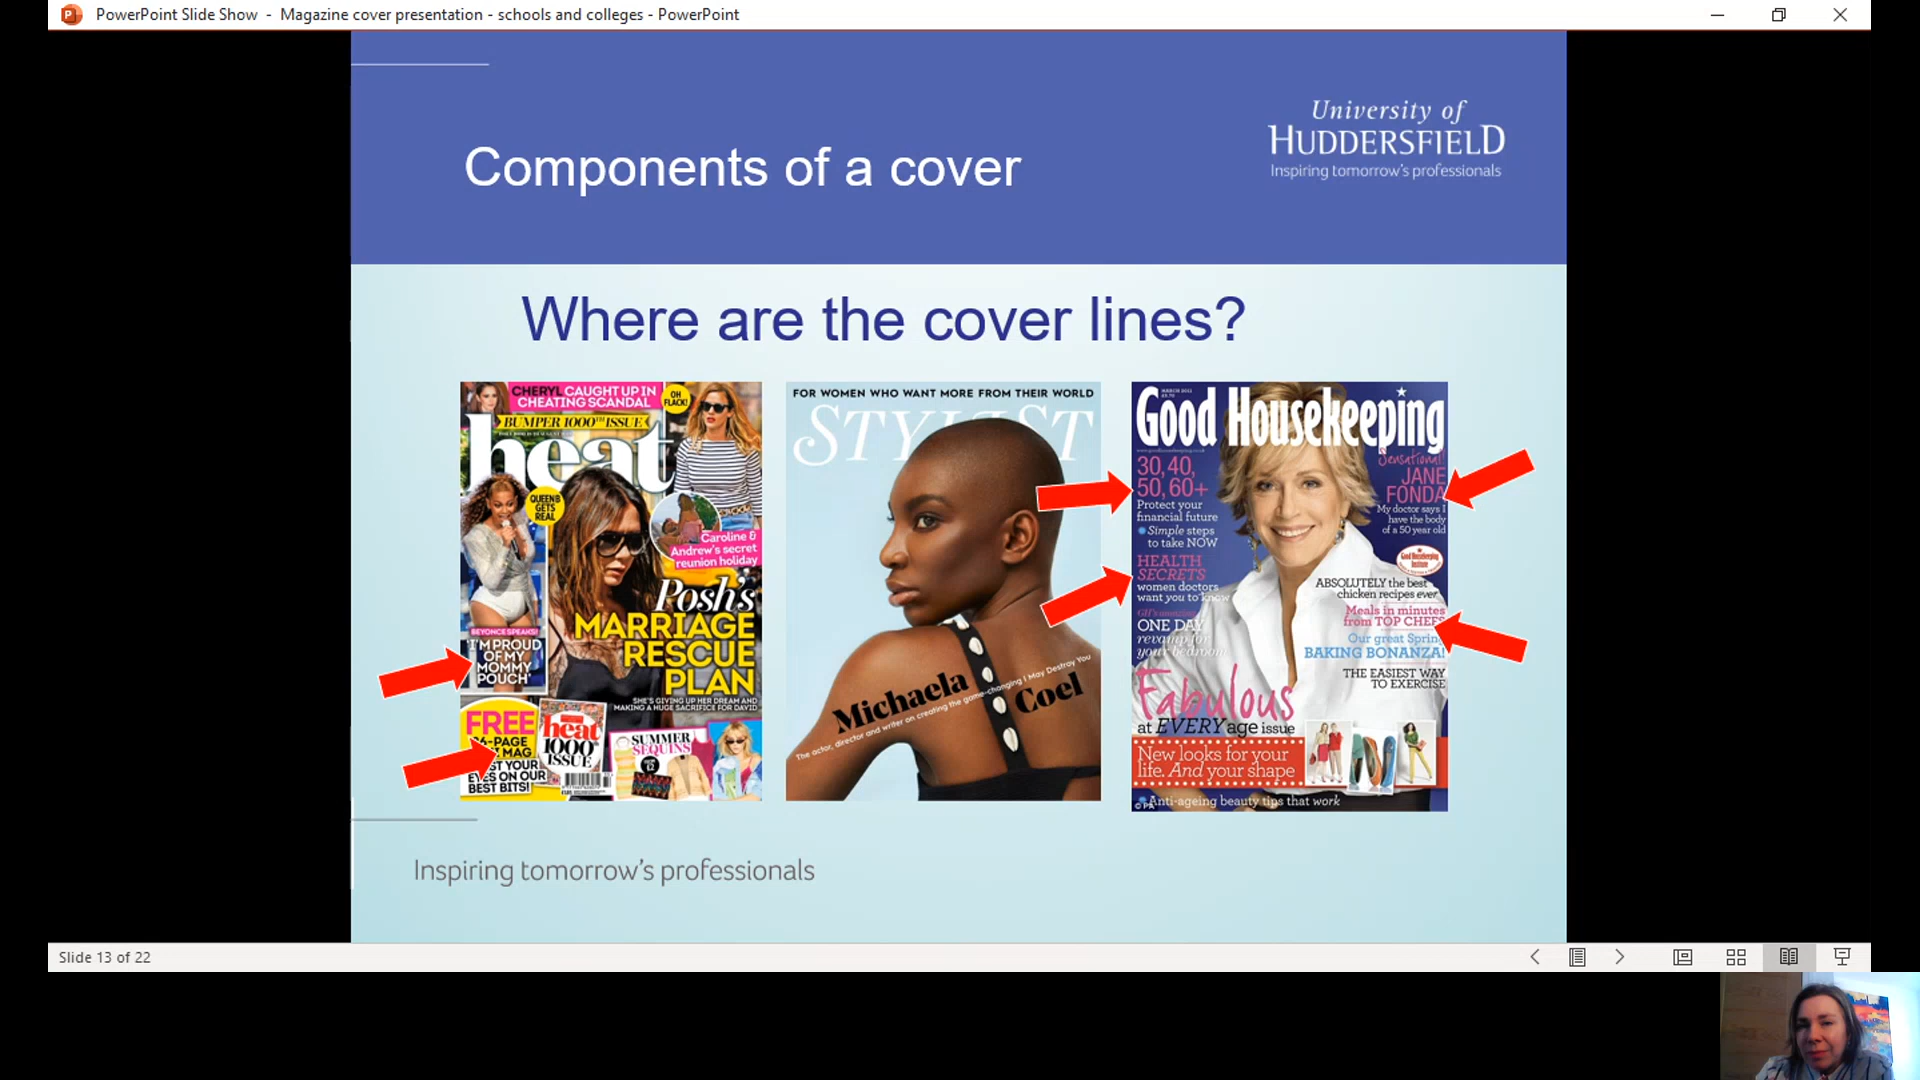 PowerPoint Slide Show - Magazine cover presentation - schools and colleges - PowerPoint
University of
HUDDERSFIELD
Inspiring tomorrow's professionals
Components of a cover
Where are the cover lines?
CHERYL CAUGHT UP IN
CHEATING SCANDAL
OH
FLACK!
BUMPER 1000TH ISSUE
heat
QUEEN B
GETS
REAL
Caroline &
Andrew's secret
reunion holiday
Posh's
MARRIAGE
RESCUE
PLAN
SHE'S GIVING UP HER DREAM AND
MAKING A HUGE SACRIFICE FOR DAVID
BEYONCE SPEAKS!
'I'M PROUD
OF MY
MOMMY
POUCH'
FREE
-PAGE
MAG
YOUR
EYES ON OUR
BEST BITS!
heat
1000TH
ISSUE
SUMMER
SEQUINS
FOR WOMEN WHO WANT MORE FROM THEIR WORLD
STYLIST
Michaela
Coel
The actor, director and writer on creating the game-changing I May Destroy You
MARCH 2011
Good Housekeeping
30, 40,
50, 60+
Protect your
financial future
Simple steps
to take NOW
HEALTH
SECRETS
women doctors
want you to know
ONE DAY
revamp for
your bedroom
Fabulous
at EVERY age issue
New looks for your
life. And your shape
Anti-ageing beauty tips that work
© PA
Sensational!
JANE
FONDA
My doctor says I
have the body
of a 50 year old
Good Housekeeping
Institute
ABSOLUTELY the best
chicken recipes ever
Meals in minutes
from TOP CHEFS
Our great Spring
BAKING BONANZA!
THE EASIEST WAY
TO EXERCISE
Inspiring tomorrow's professionals
Slide 13 of 22